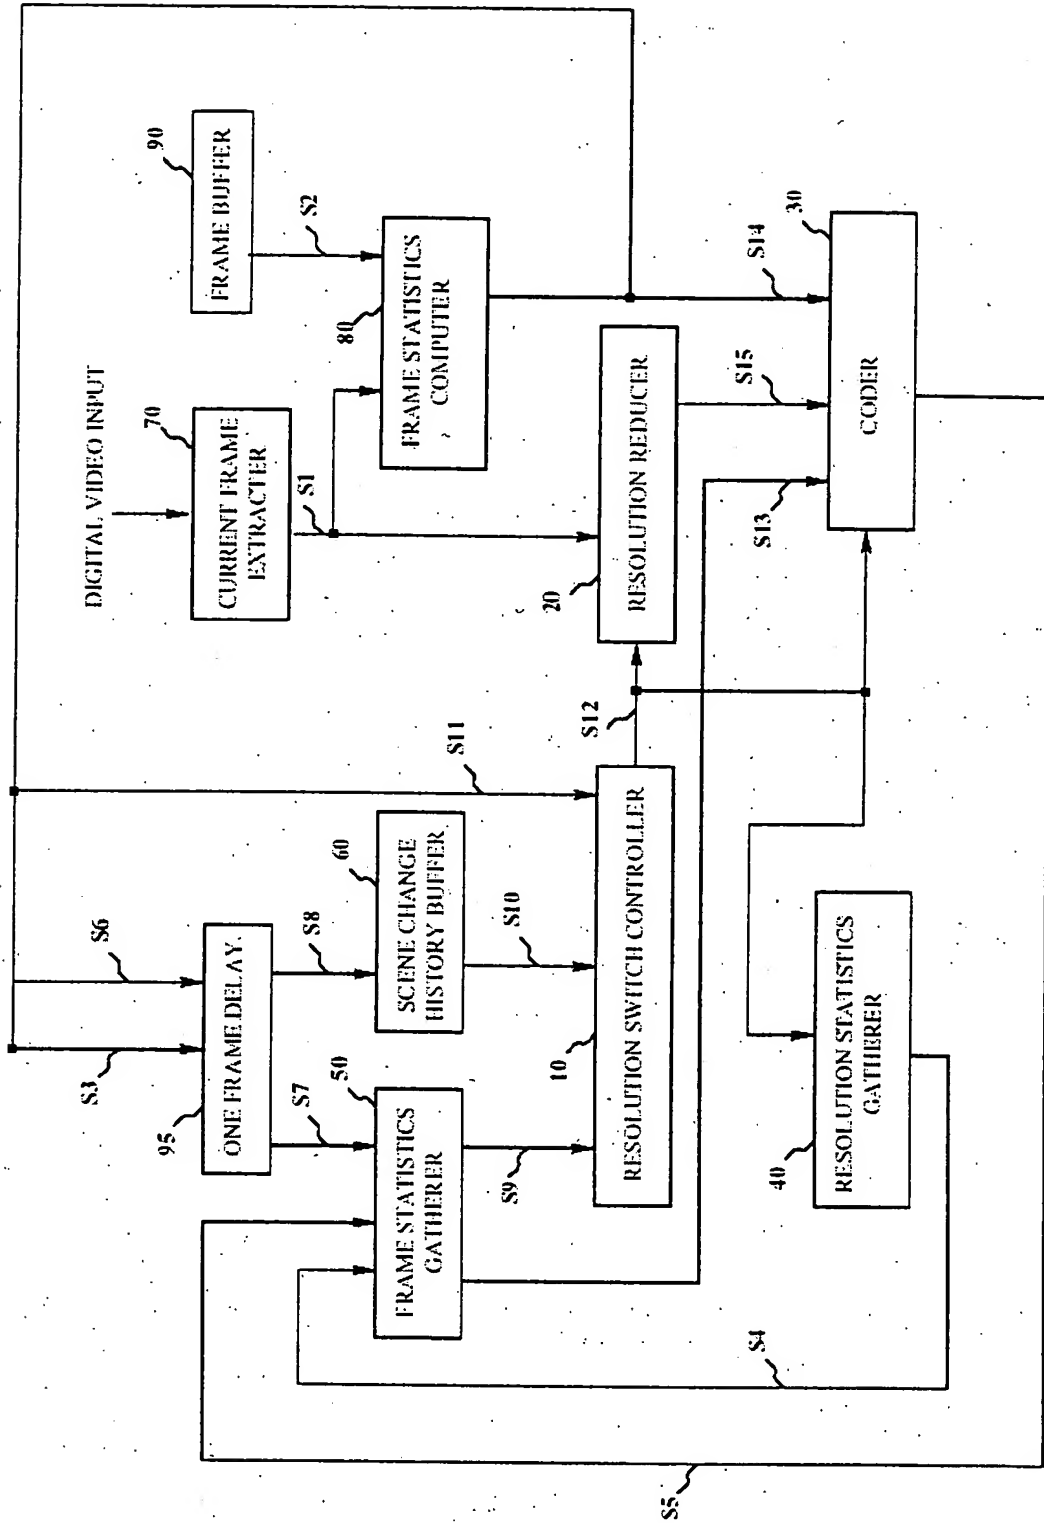 DIGITAL VIDEO INPUT
90
FRAME BUFFER
S2
70
CURRENT FRAME
EXTRACTER
S1
80
FRAME STATISTICS
COMPUTER
S6
S3
95
ONE FRAME DELAY
S8
S7
60
SCENE CHANGE
HISTORY BUFFER
S11
50
FRAME STATISTICS
GATHERER
S10
S9
10
RESOLUTION SWITCH CONTROLLER
S12
20
RESOLUTION REDUCER
S14
S15
S13
30
CODER
40
RESOLUTION STATISTICS
GATHERER
S4
S5